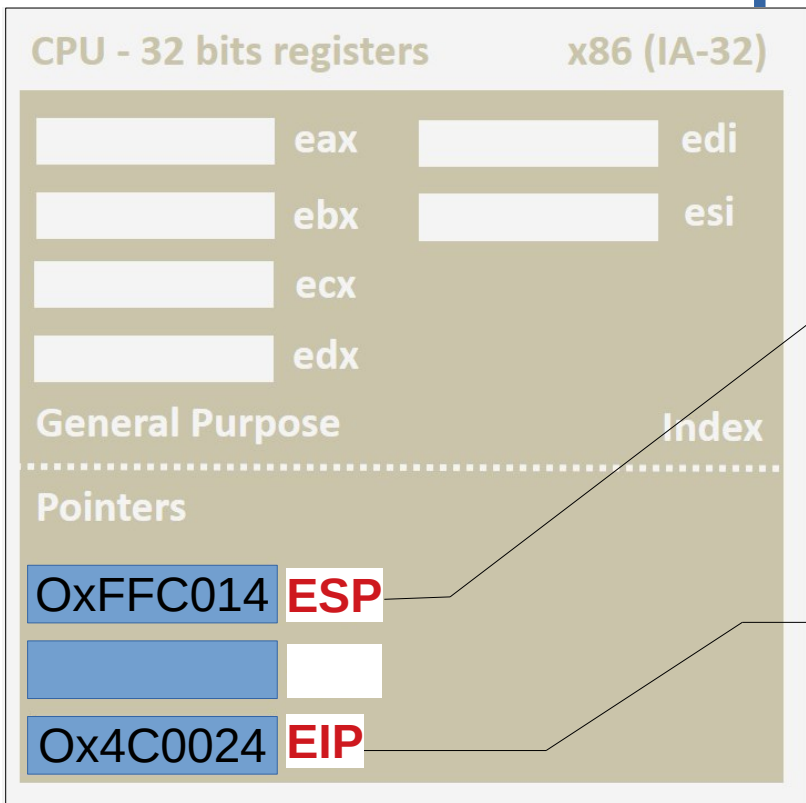 CPU - 32 bits registers x86 (IA-32)
eax edi
ebx esi
ecx
edx
General Purpose Index
Pointers
OxFFC014 ESP
Ox4C0024 EIP